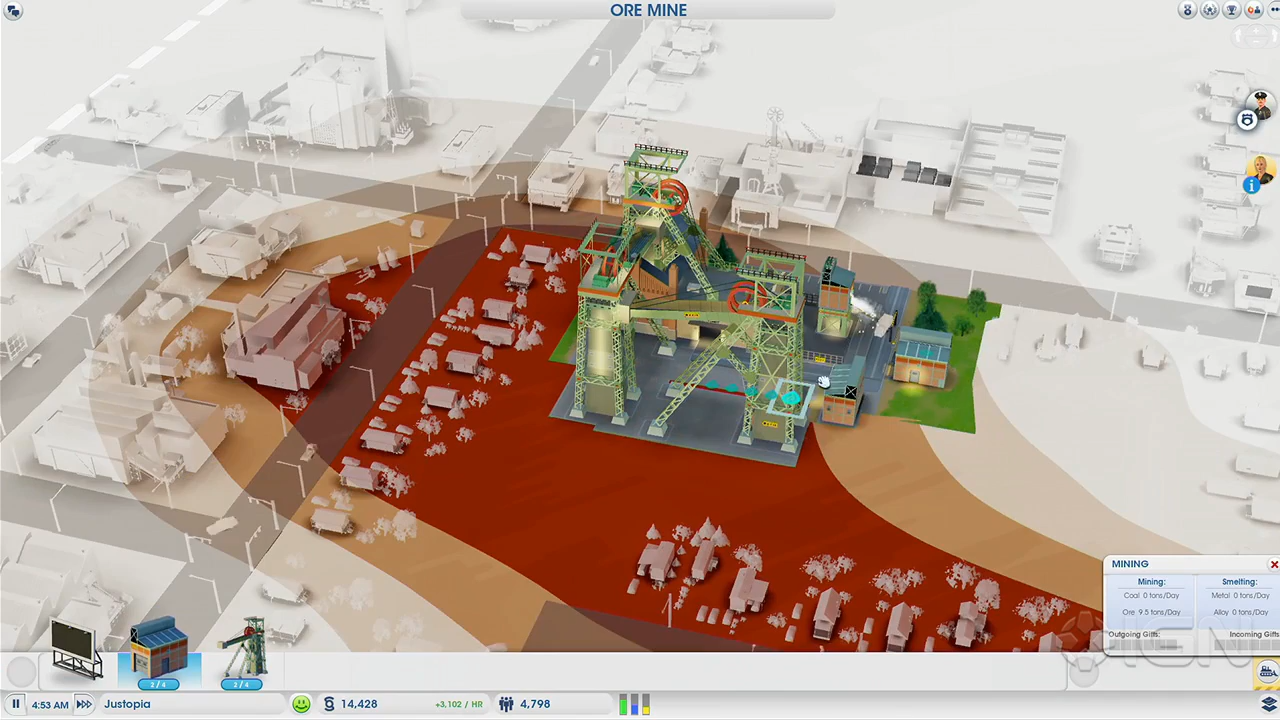 ORE MINE
MINING
Mining:
Smelting:
Coal 0 tons/Day
Metal 0 tons/Day
Ore 9.5 tons/Day
Alloy 0 tons/Day
Outgoing Gifts:
Incoming Gifts
IGN
2/4
2/4
4:53 AM
Justopia
14,428
+3,102 / HR
4,798